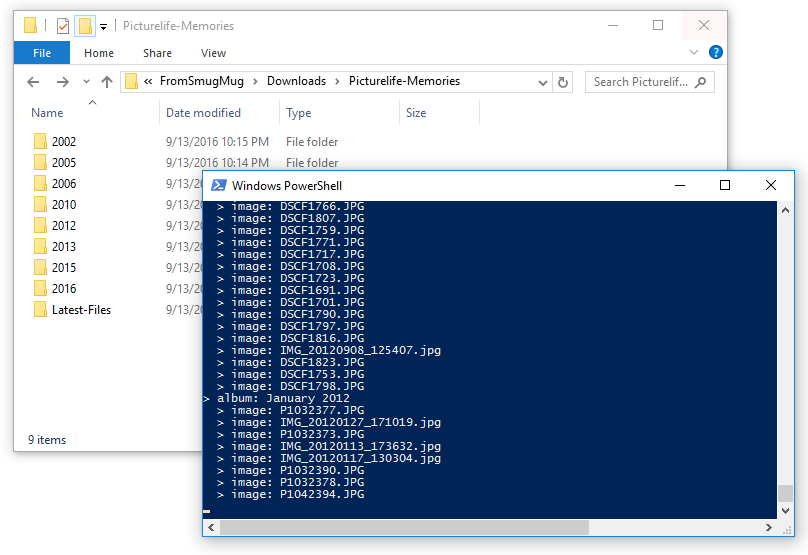 Picturelife-Memories
File Home Share View
« FromSmugMug > Downloads > Picturelife-Memories Search Picturelif...
Name Date modified Type Size
2002 9/13/2016 10:15 PM File folder
2005 9/13/2016 10:14 PM File folder
2006 9/13/20
2010 9/13/20
2012 9/13/20
2013 9/13/20
2015 9/13/20
2016 9/13/20
Latest-Files 9/13/20
9 items
Windows PowerShell
> image: DSCF1766.JPG
> image: DSCF1807.JPG
> image: DSCF1759.JPG
> image: DSCF1771.JPG
> image: DSCF1717.JPG
> image: DSCF1708.JPG
> image: DSCF1723.JPG
> image: DSCF1691.JPG
> image: DSCF1701.JPG
> image: DSCF1790.JPG
> image: DSCF1797.JPG
> image: DSCF1816.JPG
> image: IMG_20120908_125407.jpg
> image: DSCF1823.JPG
> image: DSCF1753.JPG
> image: DSCF1798.JPG
> album: January 2012
> image: P1032377.JPG
> image: IMG_20120127_171019.jpg
> image: P1032373.JPG
> image: IMG_20120113_173632.jpg
> image: IMG_20120117_130304.jpg
> image: P1032390.JPG
> image: P1032378.JPG
> image: P1042394.JPG